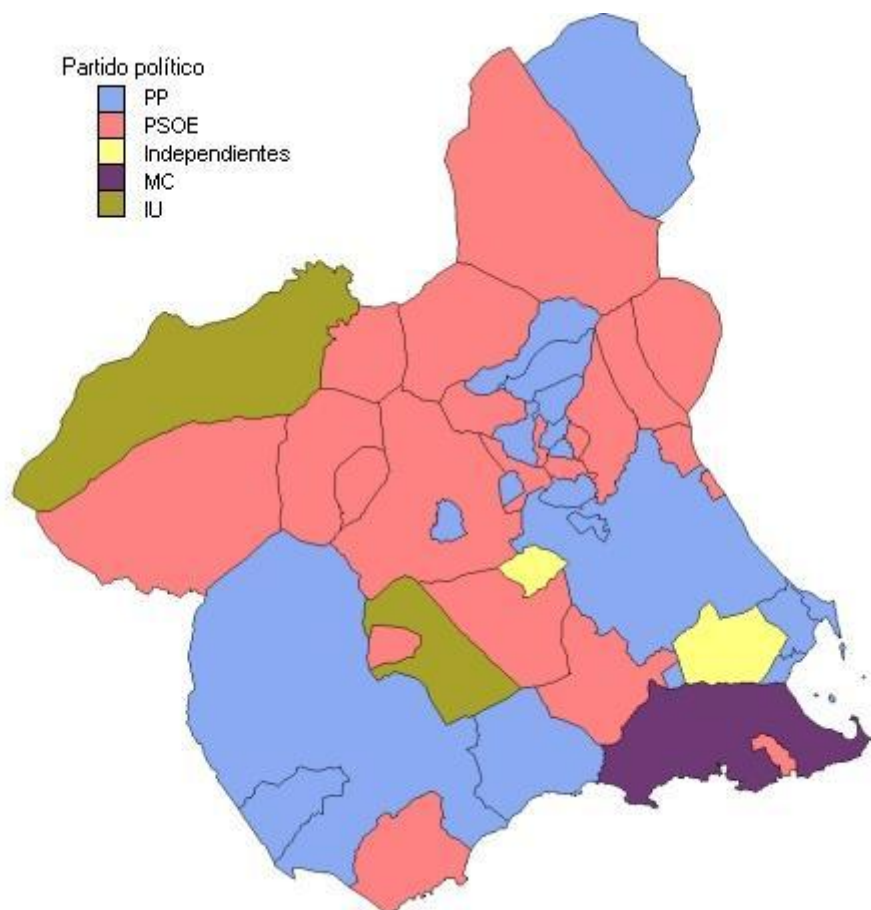 Partido político
PP
PSOE
Independientes
MC
IU